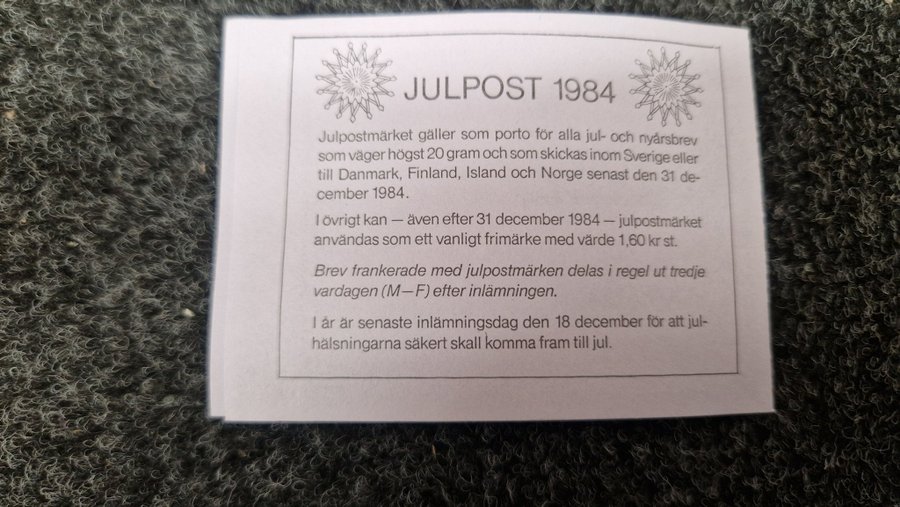 JULPOST 1984
Julpostmärket gäller som porto för alla jul- och nyårsbrev
som väger högst 20 gram och som skickas inom Sverige eller
till Danmark, Finland, Island och Norge senast den 31 de-
cember 1984.
I övrigt kan – även efter 31 december 1984 – julpostmärket
användas som ett vanligt frimärke med värde 1,60 kr st.
Brev frankerade med julpostmärken delas i regel ut tredje
vardagen (M–F) efter inlämningen.
I år är senaste inlämningsdag den 18 december för att jul-
hälsningarna säkert skall komma fram till jul.